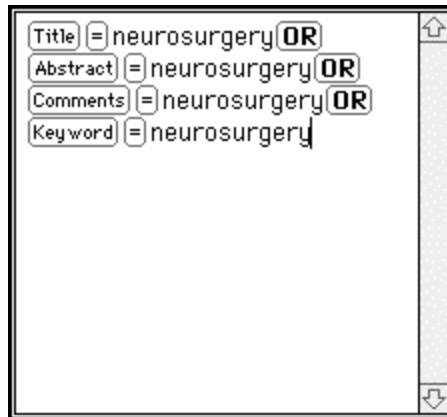 Title = neurosurgery OR
Abstract = neurosurgery OR
Comments = neurosurgery OR
Keyword = neurosurgery